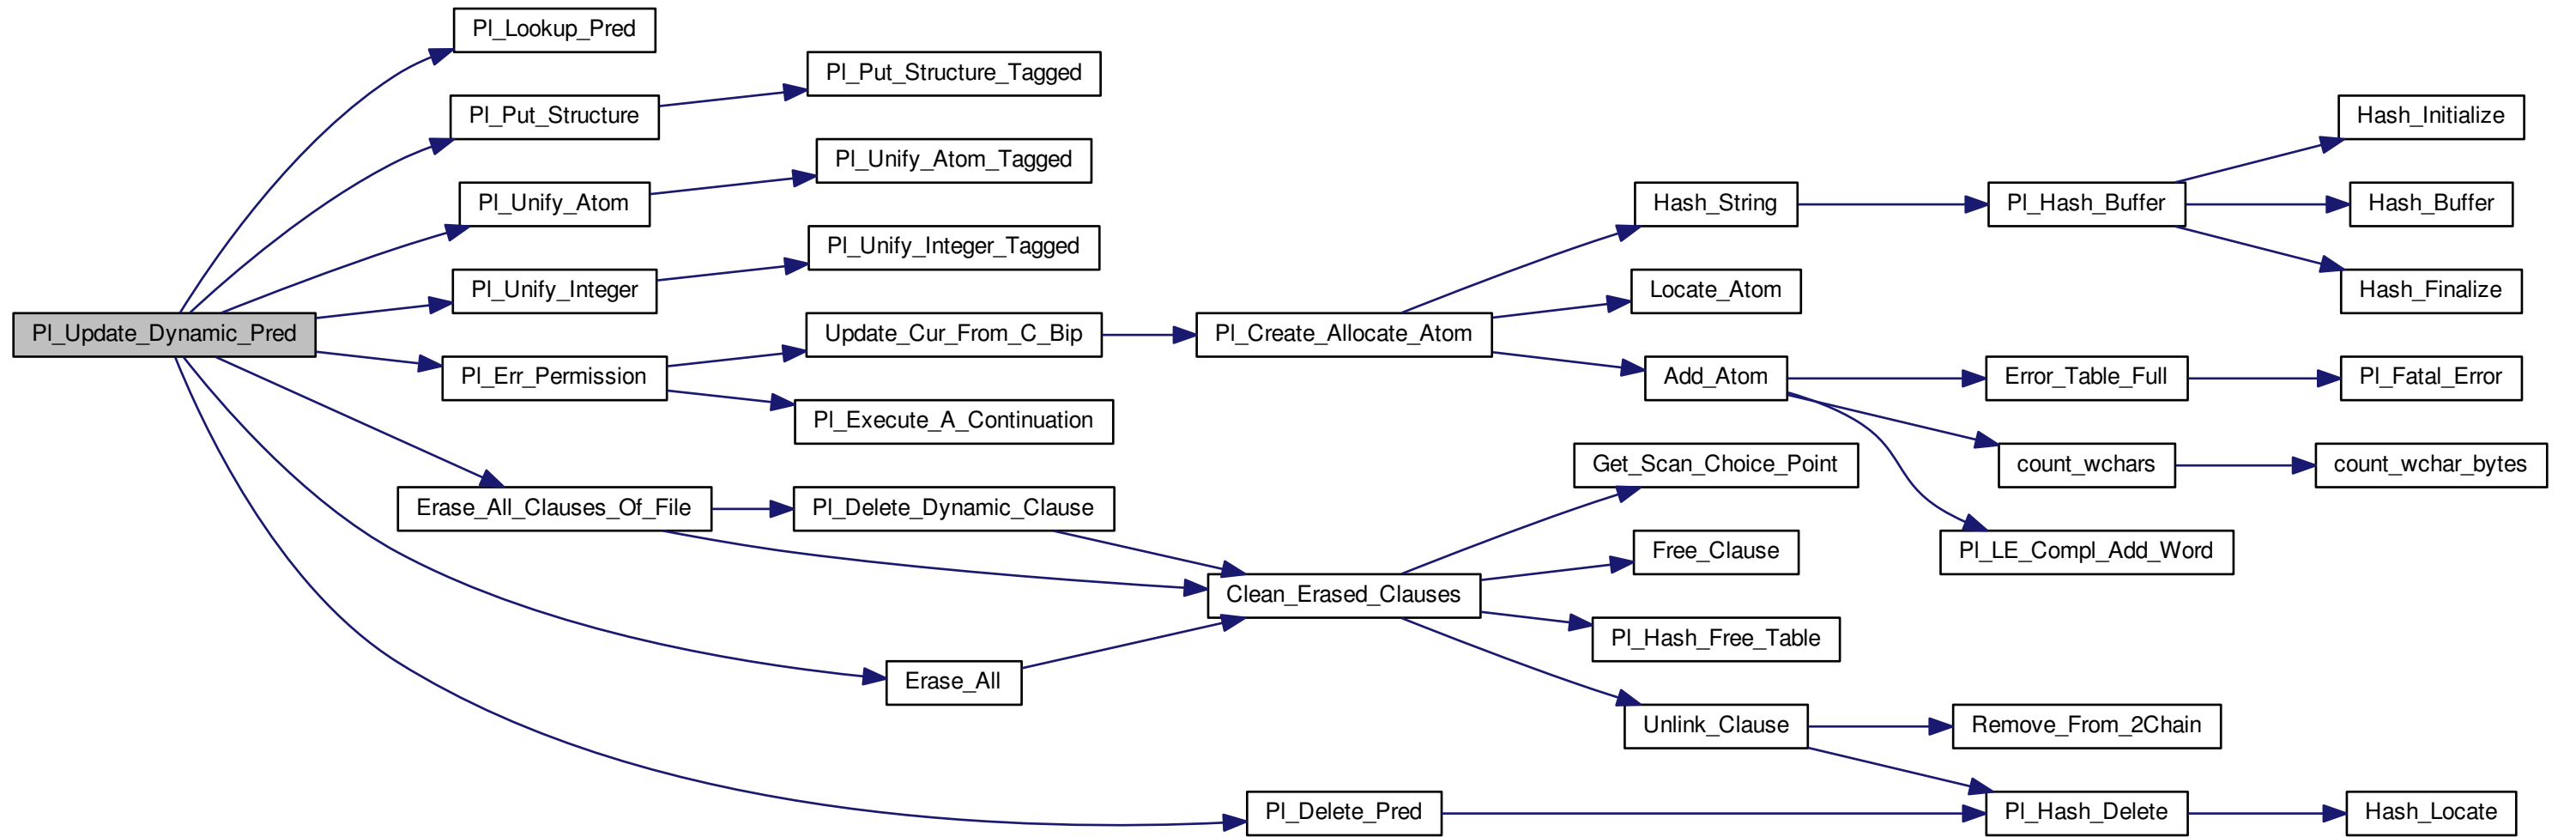 Pl_Update_Dynamic_Pred
Pl_Lookup_Pred
Pl_Put_Structure
Pl_Put_Structure_Tagged
Pl_Unify_Atom
Pl_Unify_Atom_Tagged
Pl_Unify_Integer
Pl_Unify_Integer_Tagged
Pl_Err_Permission
Update_Cur_From_C_Bip
Pl_Execute_A_Continuation
Pl_Create_Allocate_Atom
Hash_String
Pl_Hash_Buffer
Hash_Initialize
Hash_Buffer
Hash_Finalize
Locate_Atom
Add_Atom
Error_Table_Full
Pl_Fatal_Error
count_wchars
count_wchar_bytes
Pl_LE_Compl_Add_Word
Erase_All_Clauses_Of_File
Pl_Delete_Dynamic_Clause
Clean_Erased_Clauses
Get_Scan_Choice_Point
Free_Clause
Pl_Hash_Free_Table
Unlink_Clause
Remove_From_2Chain
Erase_All
Pl_Delete_Pred
Pl_Hash_Delete
Hash_Locate